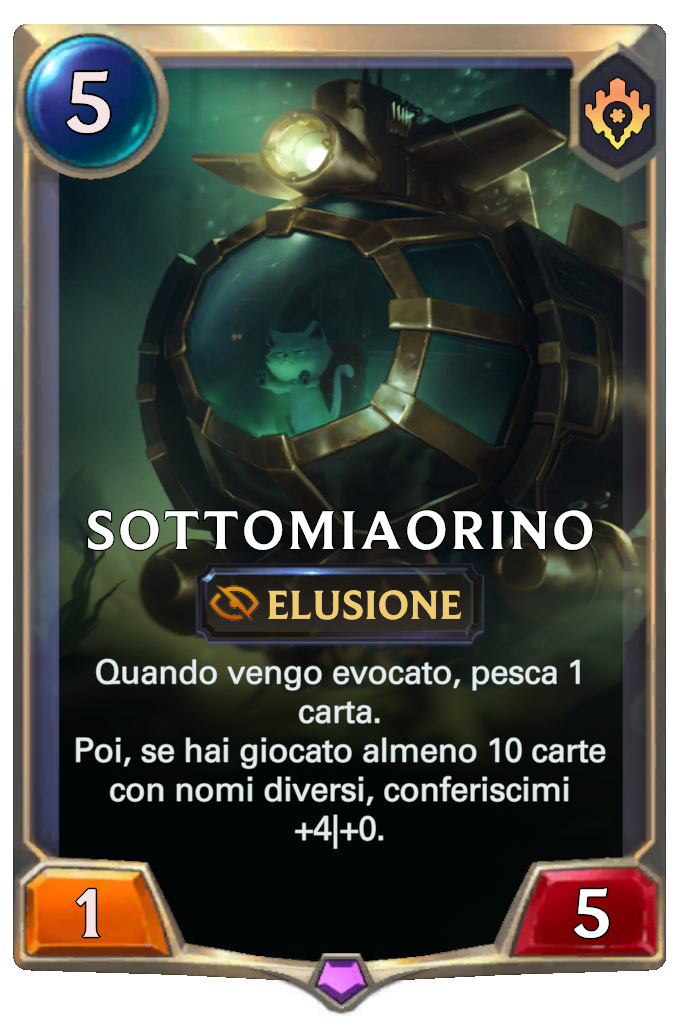 5
SOTTOMIAORINO
ELUSIONE
Quando vengo evocato, pesca 1
carta.
Poi, se hai giocato almeno 10 carte
con nomi diversi, conferiscimi
+4|+0.
1
5